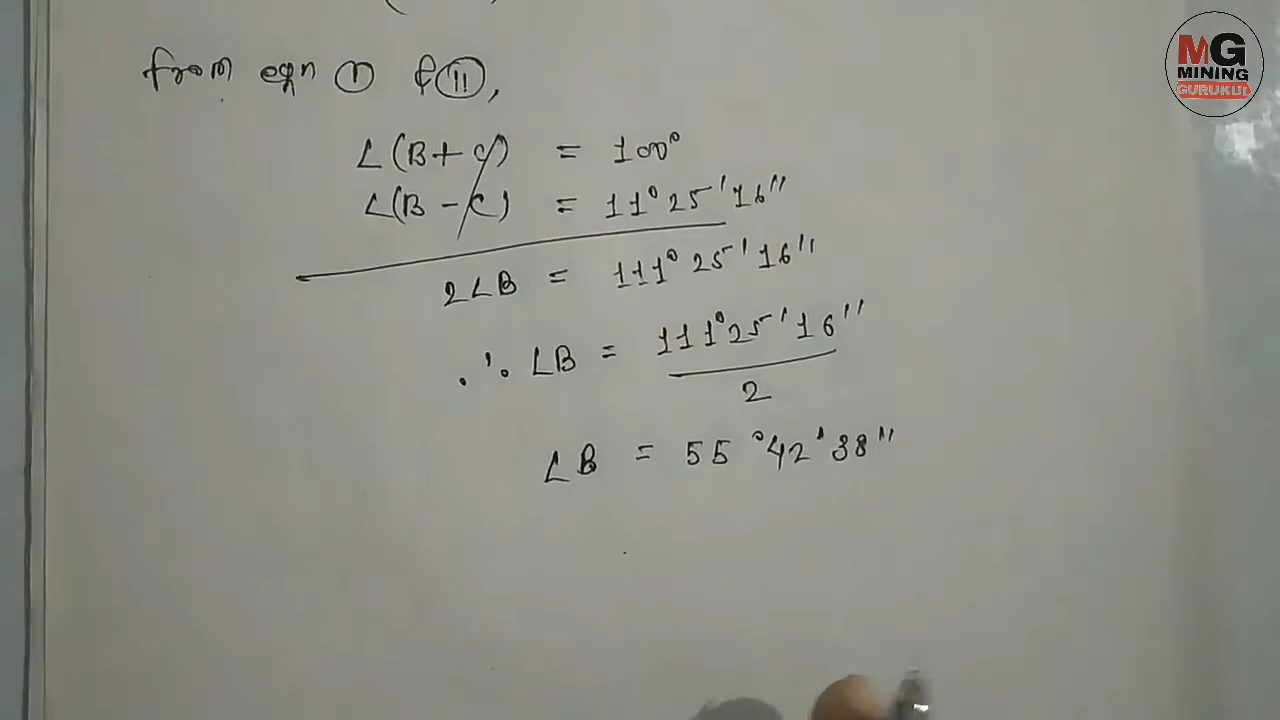 MG
MINING
GURUKUL
from eqn (I) & (II),
∠(B+C) = 100°
∠(B-C) = 11°25'16"
2∠B = 111°25'16"
∴ ∠B = 111°25'16"
2
∠B = 55°42'38"